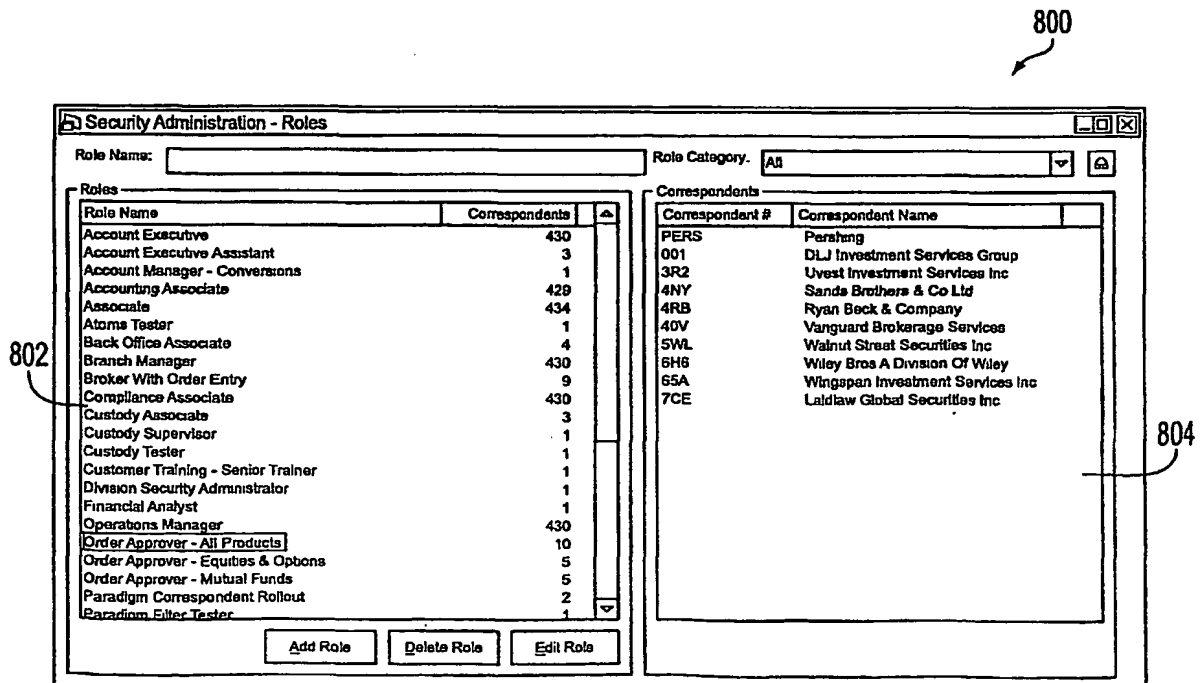 800
Security Administration - Roles
Role Name:
Role Category. All
Roles
Role Name Correspondents
Account Executive 430
Account Executive Assistant 3
Account Manager - Conversions 1
Accounting Associate 429
Associate 434
Atoms Tester 1
Back Office Associate 4
Branch Manager 430
Broker With Order Entry 9
Compliance Associate 430
Custody Associate 3
Custody Supervisor 1
Custody Tester 1
Customer Training - Senior Trainer 1
Division Security Administrator 1
Financial Analyst 1
Operations Manager 430
Order Approver - All Products 10
Order Approver - Equities & Options 5
Order Approver - Mutual Funds 5
Paradigm Correspondent Rollout 2
Paradigm Filter Tester 1
Add Role Delete Role Edit Role
802
Correspondents
Correspondent # Correspondent Name
PERS Pershing
001 DLJ Investment Services Group
3R2 Uvest Investment Services Inc
4NY Sands Brothers & Co Ltd
4RB Ryan Beck & Company
40V Vanguard Brokerage Services
5WL Walnut Street Securities Inc
6H6 Wiley Bros A Division Of Wiley
65A Wingspan Investment Services Inc
7CE Laidlaw Global Securities Inc
804